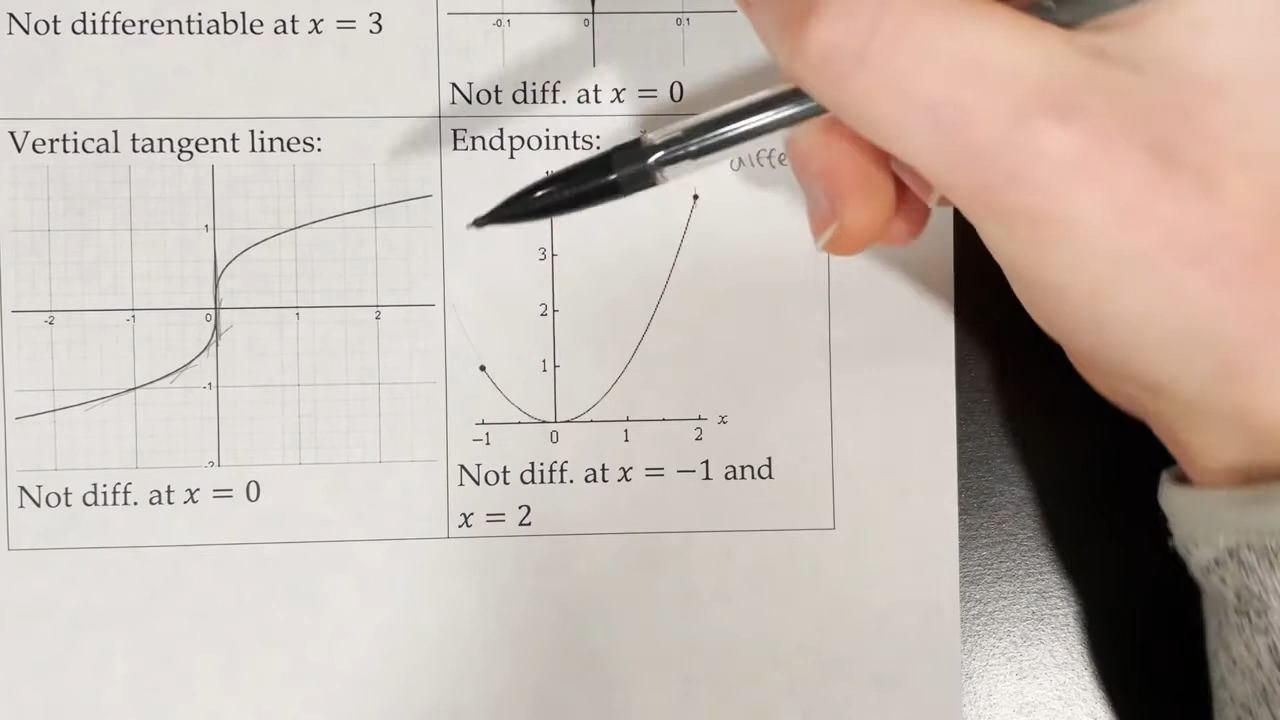 Not differentiable at x = 3
-0.1 0 0.1
Not diff. at x = 0
Vertical tangent lines:
1
-2 -1 0 1 2
-1
-2
Not diff. at x = 0
Endpoints:
3
2
1
-1 0 1 2 x
Not diff. at x = −1 and
x = 2